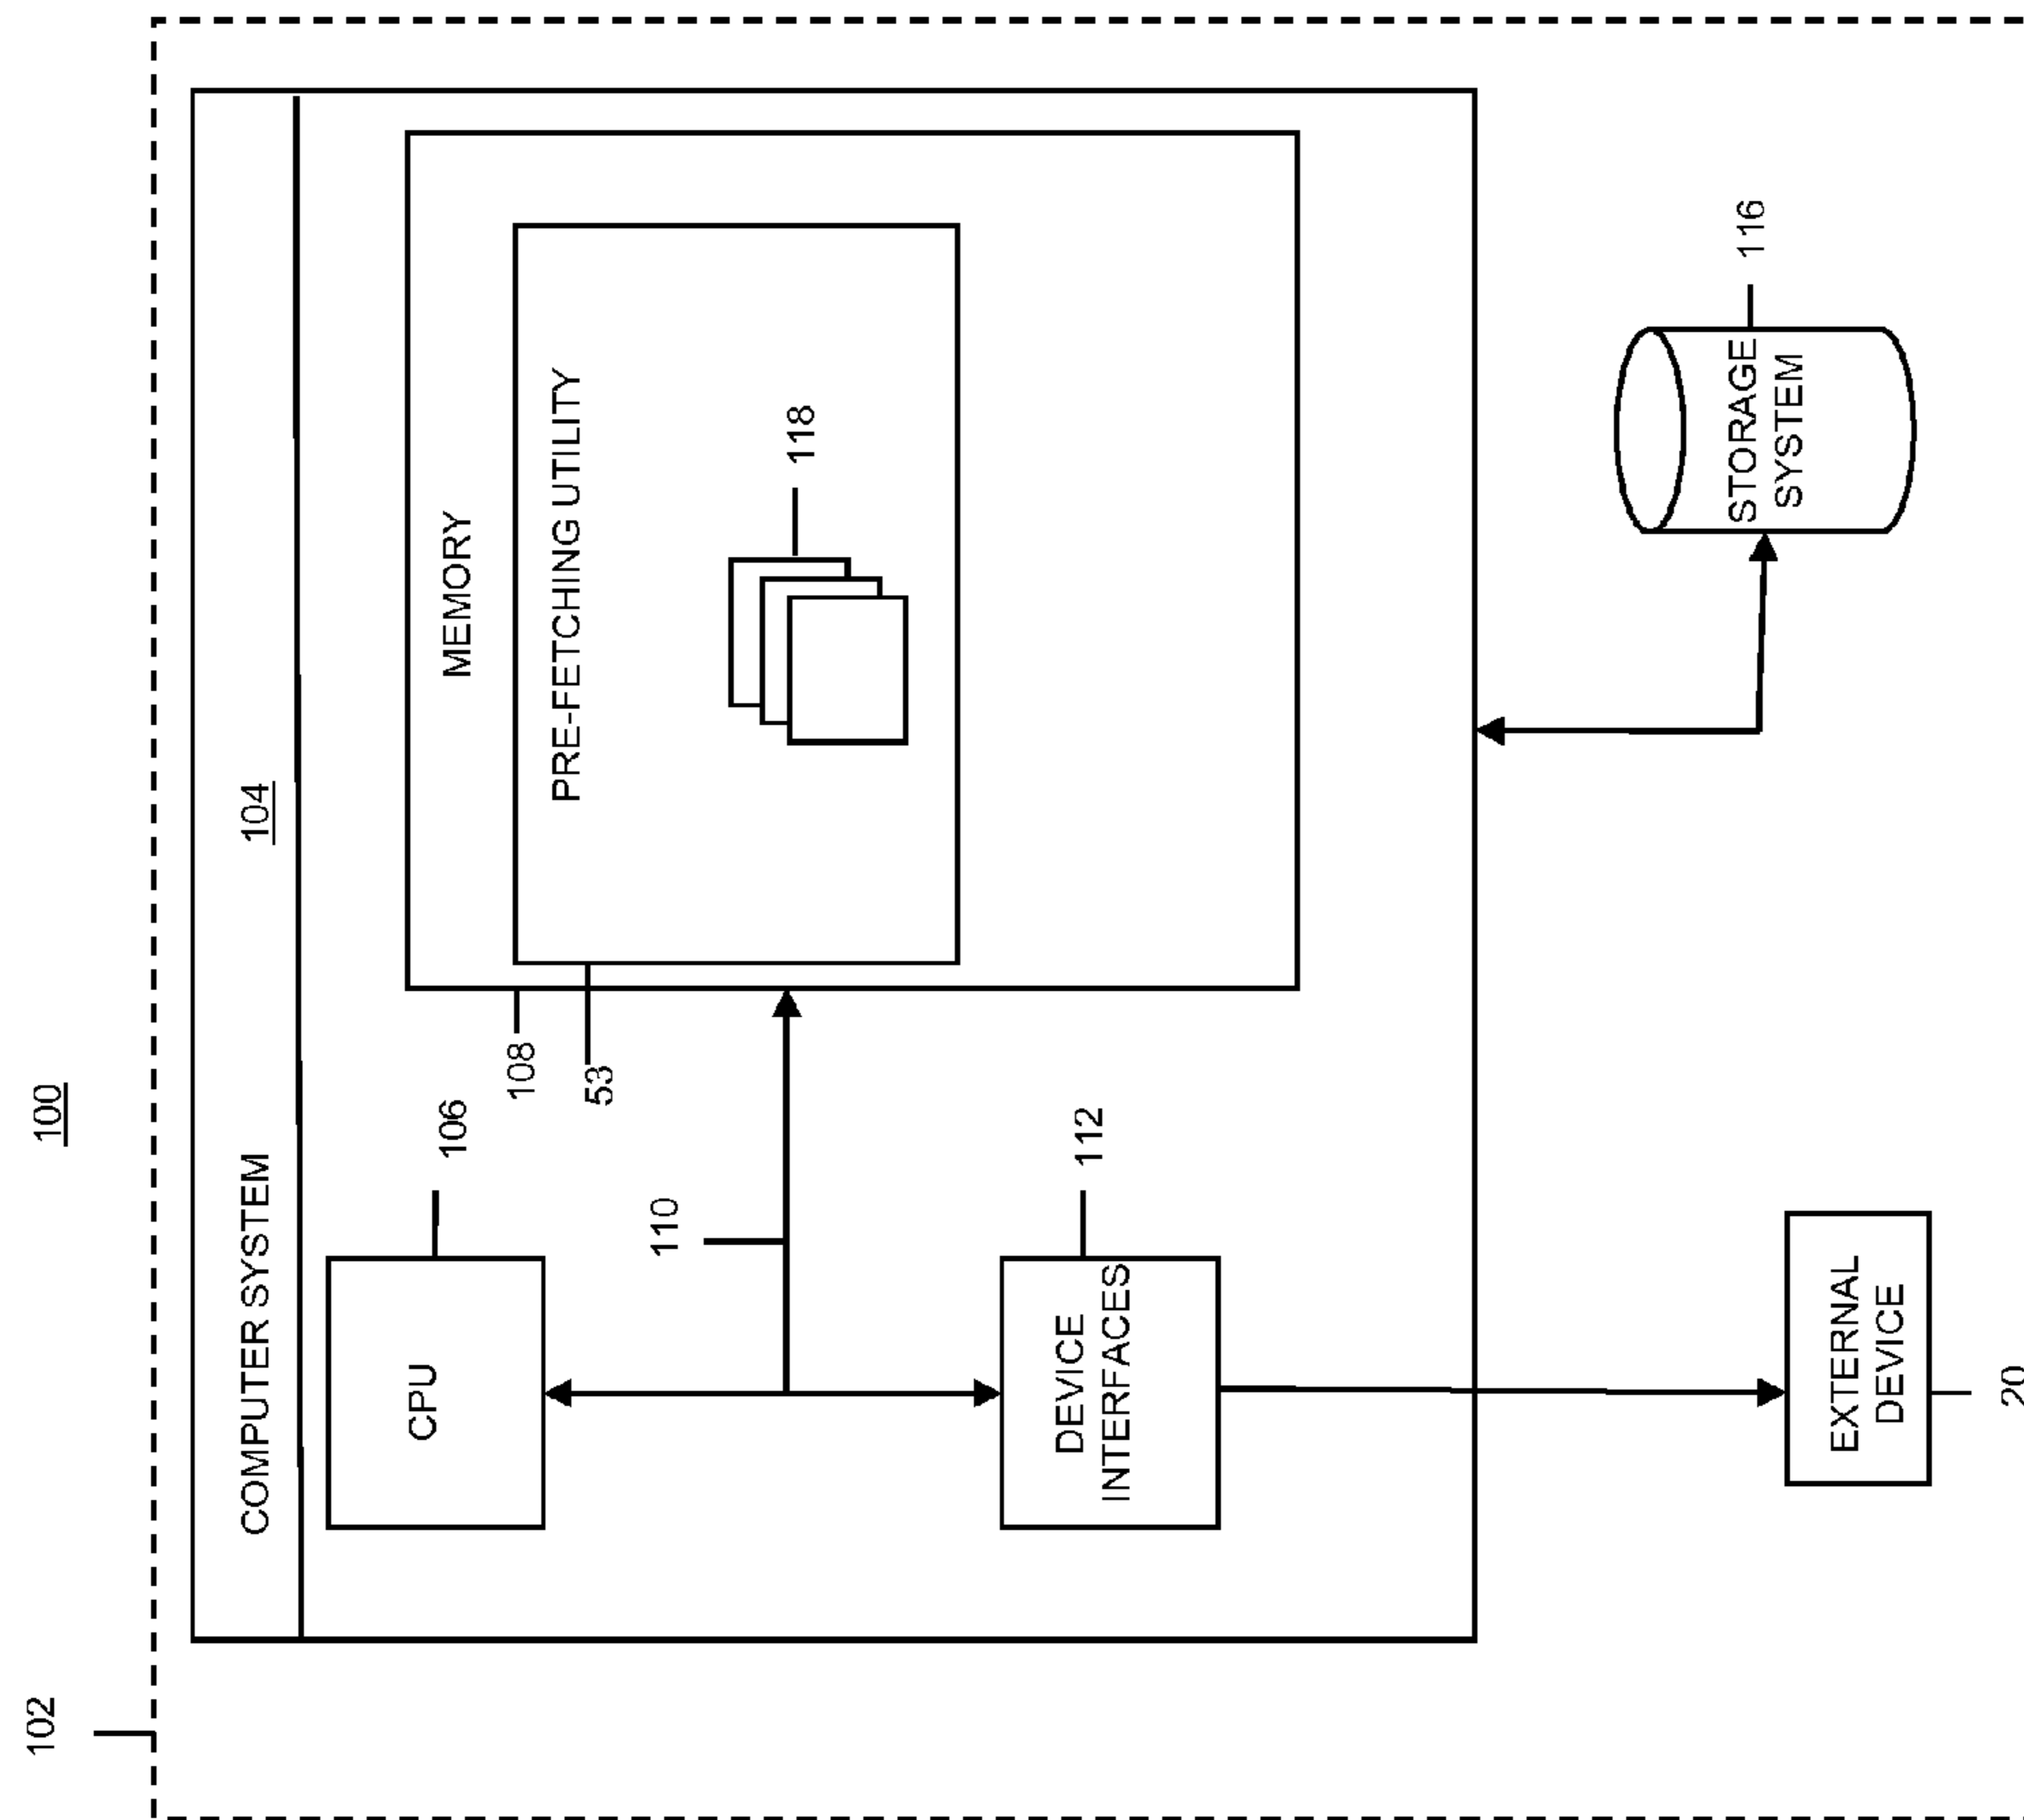 100
102
COMPUTER SYSTEM
104
CPU
106
MEMORY
108
PRE-FETCHING UTILITY
53
118
110
DEVICE
INTERFACES
112
STORAGE
SYSTEM
116
EXTERNAL
DEVICE
20